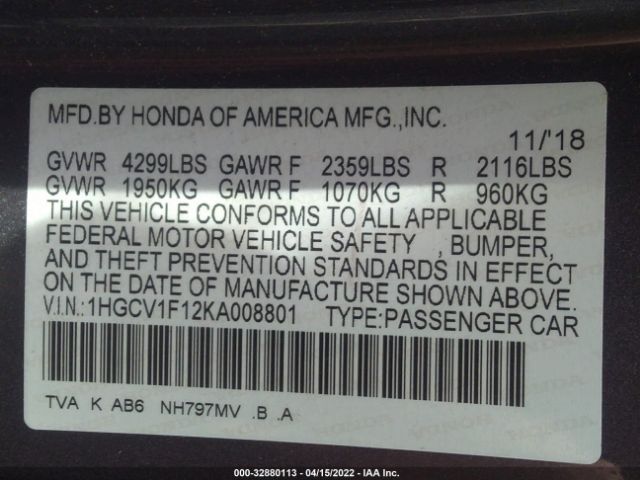 MFD.BY HONDA OF AMERICA MFG.,INC.
11/'18
GVWR 4299LBS GAWR F 2359LBS R 2116LBS
GVWR 1950KG GAWR F 1070KG R 960KG
THIS VEHICLE CONFORMS TO ALL APPLICABLE
FEDERAL MOTOR VEHICLE SAFETY , BUMPER,
AND THEFT PREVENTION STANDARDS IN EFFECT
ON THE DATE OF MANUFACTURE SHOWN ABOVE.
V.I.N.:1HGCV1F12KA008801 TYPE:PASSENGER CAR
TVA K AB6 NH797MV .B .A
000-32880113 - 04/15/2022 - IAA Inc.